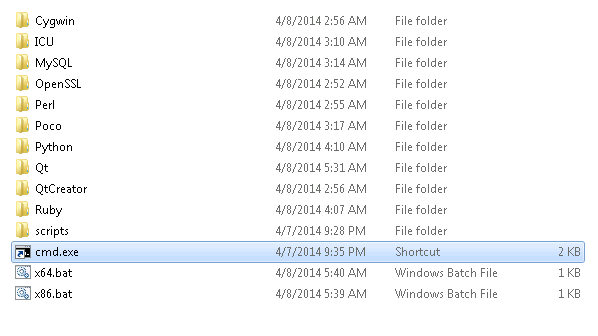 Cygwin 4/8/2014 2:56 AM File folder
ICU 4/8/2014 3:10 AM File folder
MySQL 4/8/2014 3:14 AM File folder
OpenSSL 4/8/2014 2:52 AM File folder
Perl 4/8/2014 2:55 AM File folder
Poco 4/8/2014 3:17 AM File folder
Python 4/8/2014 4:10 AM File folder
Qt 4/8/2014 5:31 AM File folder
QtCreator 4/8/2014 2:56 AM File folder
Ruby 4/8/2014 4:07 AM File folder
scripts 4/7/2014 9:28 PM File folder
cmd.exe 4/7/2014 9:35 PM Shortcut 2 KB
x64.bat 4/8/2014 5:40 AM Windows Batch File 1 KB
x86.bat 4/8/2014 5:39 AM Windows Batch File 1 KB